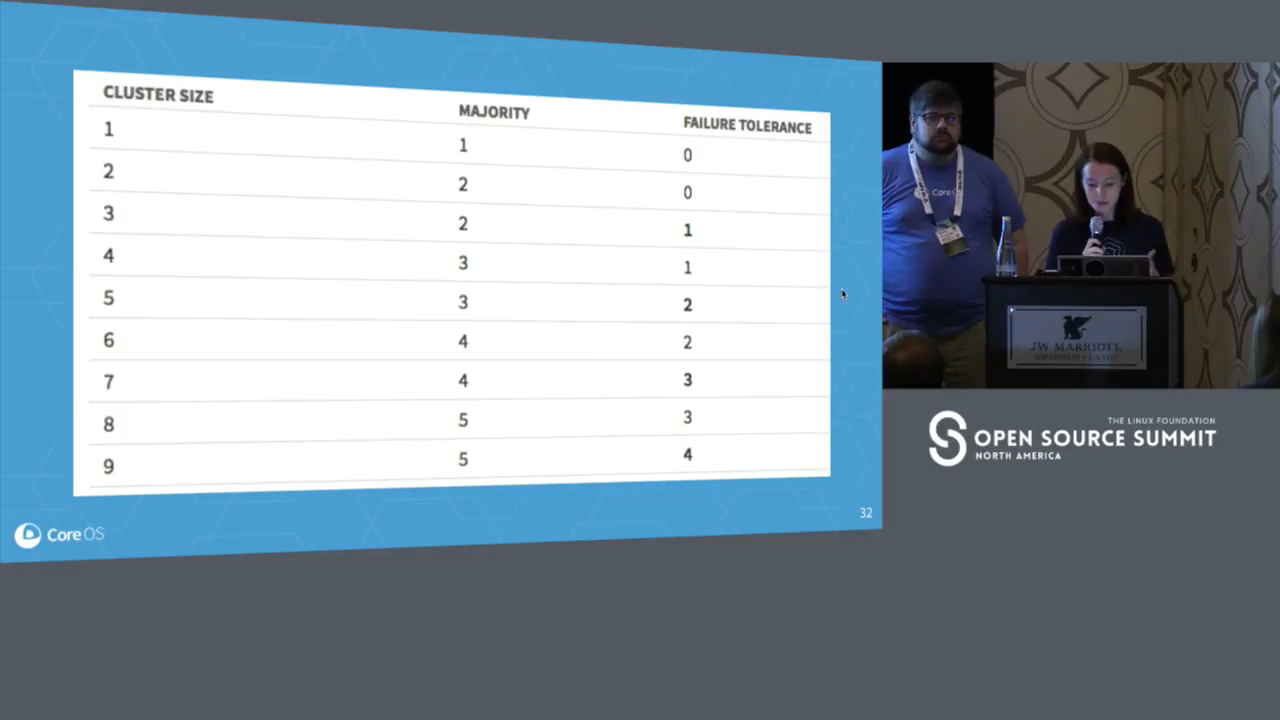 CLUSTER SIZE MAJORITY FAILURE TOLERANCE
1 1 0
2 2 0
3 2 1
4 3 1
5 3 2
6 4 2
7 4 3
8 5 3
9 5 4
32
Core OS
Core
JW MARRIOTT
THE LINUX FOUNDATION
OPEN SOURCE SUMMIT
NORTH AMERICA